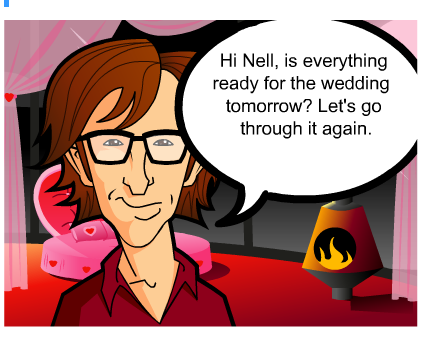 Hi Nell, is everything
ready for the wedding
tomorrow? Let's go
through it again.